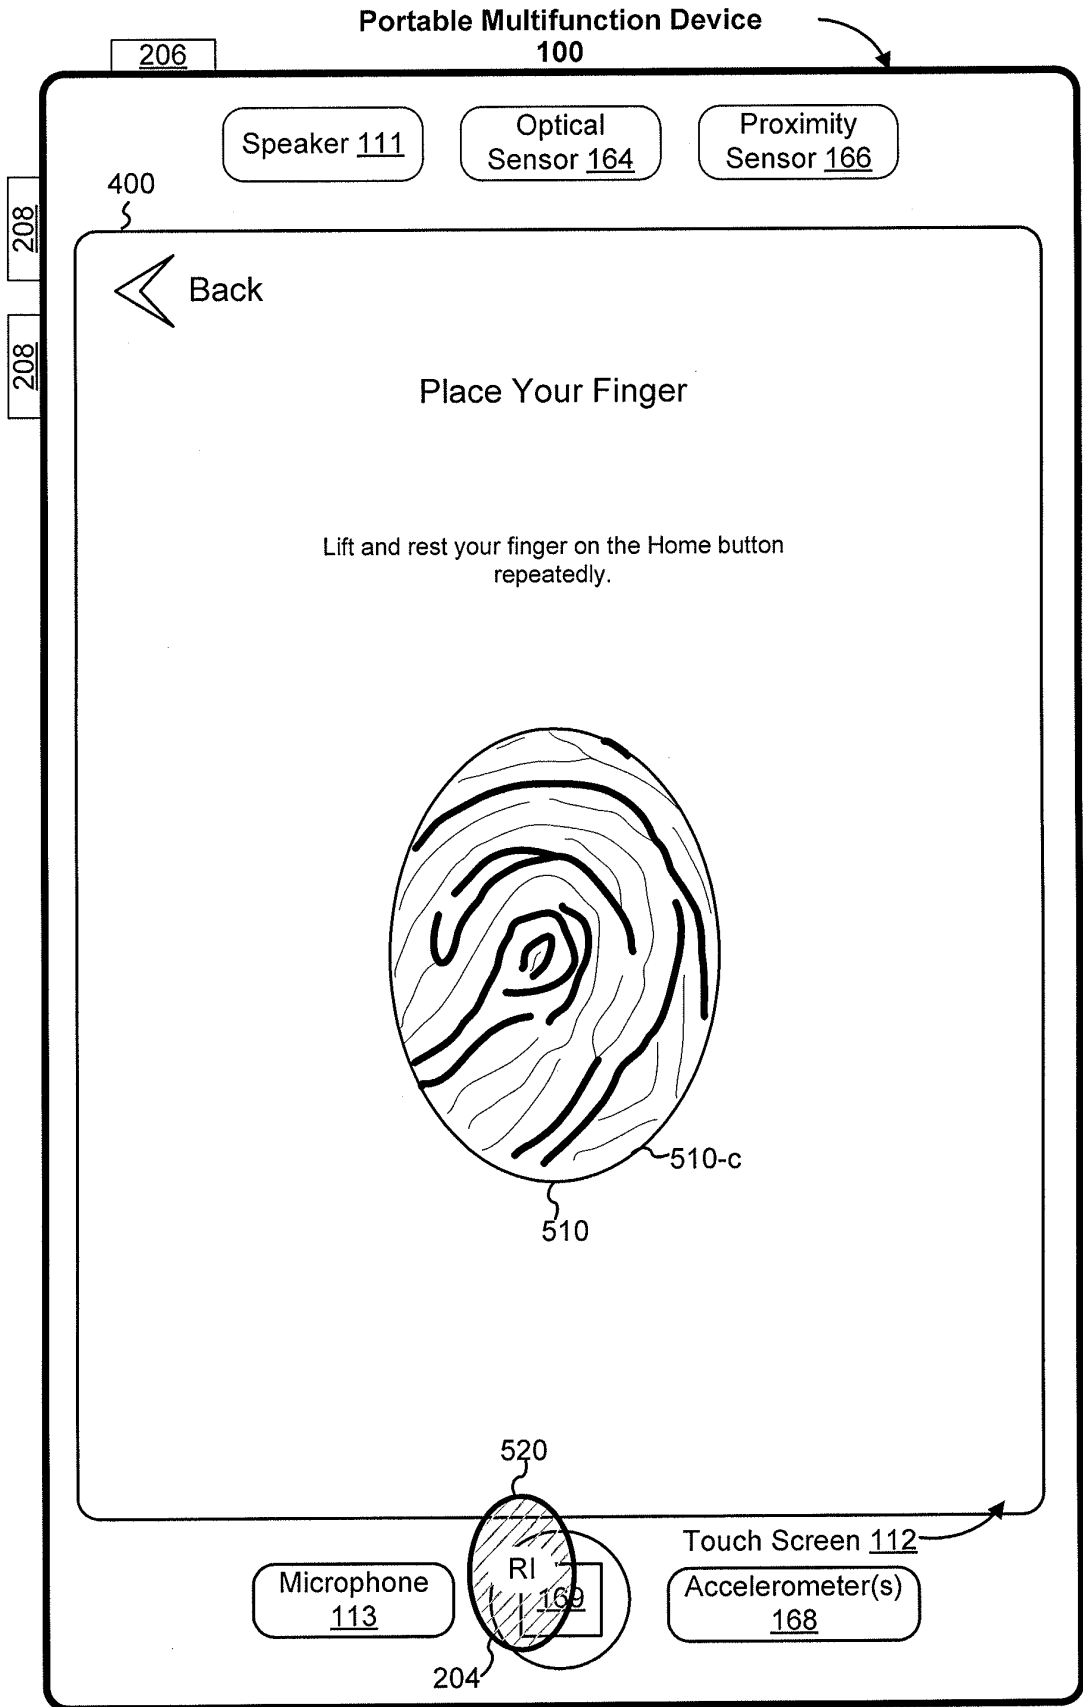 Portable Multifunction Device
100
206
Speaker 111
Optical
Sensor 164
Proximity
Sensor 166
400
208
208
Back
Place Your Finger
Lift and rest your finger on the Home button
repeatedly.
510-c
510
520
Touch Screen 112
RI
169
Microphone
113
Accelerometer(s)
168
204